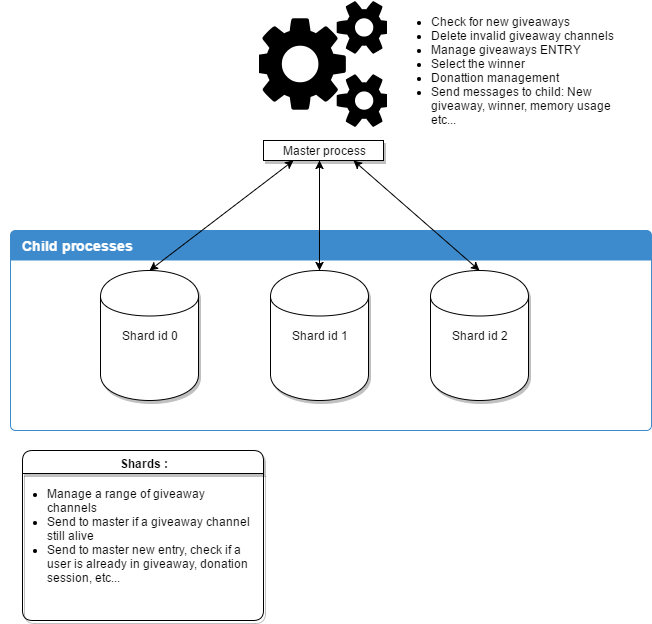 Check for new giveaways
Delete invalid giveaway channels
Manage giveaways ENTRY
Select the winner
Donattion management
Send messages to child: New
giveaway, winner, memory usage
etc...
Master process
Child processes
Shard id 0
Shard id 1
Shard id 2
Shards :
Manage a range of giveaway
channels
Send to master if a giveaway channel
still alive
Send to master new entry, check if a
user is already in giveaway, donation
session, etc...